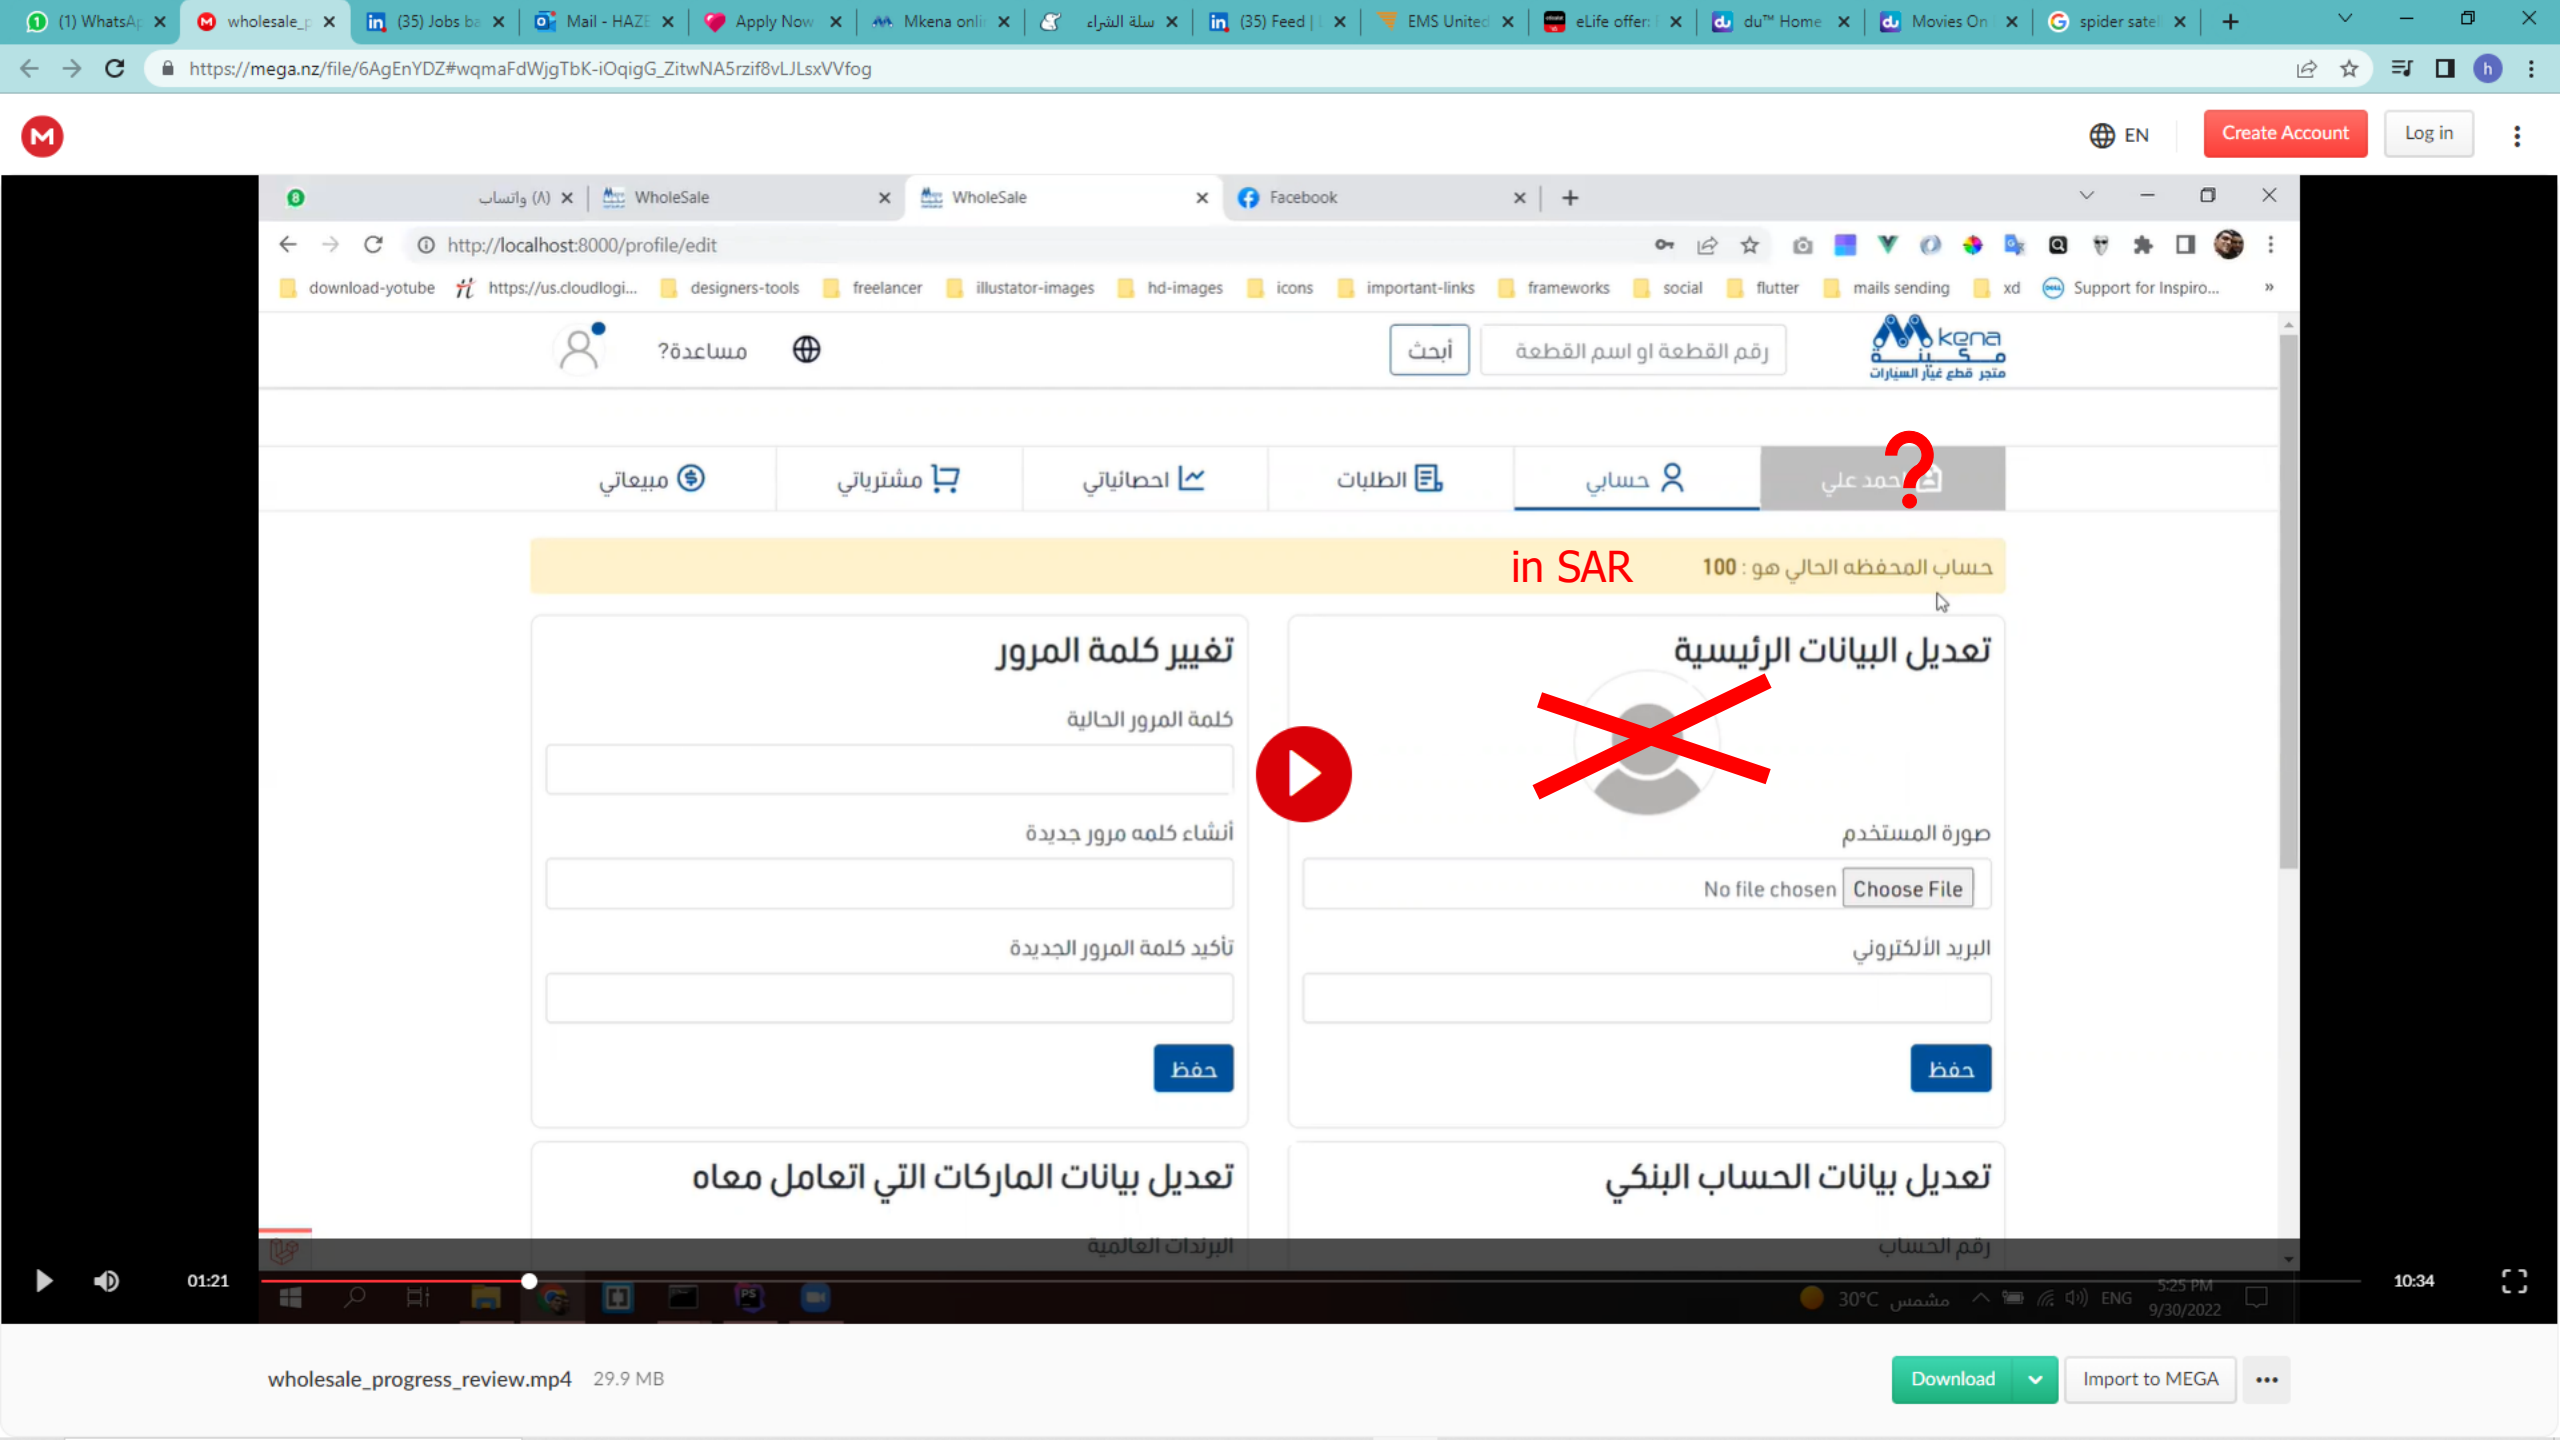 (1) WhatsAp
wholesale_p
(35) Jobs ba
Mail - HAZE
Apply Now
Mkena onli
سلة الشراء
(35) Feed | L
EMS United
eLife offer:
du™ Home
Movies On
spider satel
https://mega.nz/file/6AgEnYDZ#wqmaFdWjgTbK-iOqigG_ZitwNA5rzif8vLJLsxVVfog
h
M
EN
Create Account
Log in
(٨) واتساب
WholeSale
WholeSale
Facebook
http://localhost:8000/profile/edit
download-yotube
https://us.cloudlogi...
designers-tools
freelancer
illustator-images
hd-images
icons
important-links
frameworks
social
flutter
mails sending
xd
Support for Inspiro...
»
kena
مكينة
متجر قطع غيار السيارات
رقم القطعة او اسم القطعة
أبحث
مساعدة?
?
علي
حسابي
الطلبات
احصائياتي
مشترياتي
مبيعاتي
حساب المحفظه الحالي هو : 100
in SAR
تعديل البيانات الرئيسية
صورة المستخدم
Choose File No file chosen
البريد الألكتروني
حفظ
تغيير كلمة المرور
كلمة المرور الحالية
أنشاء كلمه مرور جديدة
تأكيد كلمة المرور الجديدة
حفظ
تعديل بيانات الحساب البنكي
رقم الحساب
تعديل بيانات الماركات التي اتعامل معاه
البرندات العالمية
01:21
10:34
30°C مشمس
ENG
5:25 PM
9/30/2022
wholesale_progress_review.mp4 29.9 MB
Download
Import to MEGA